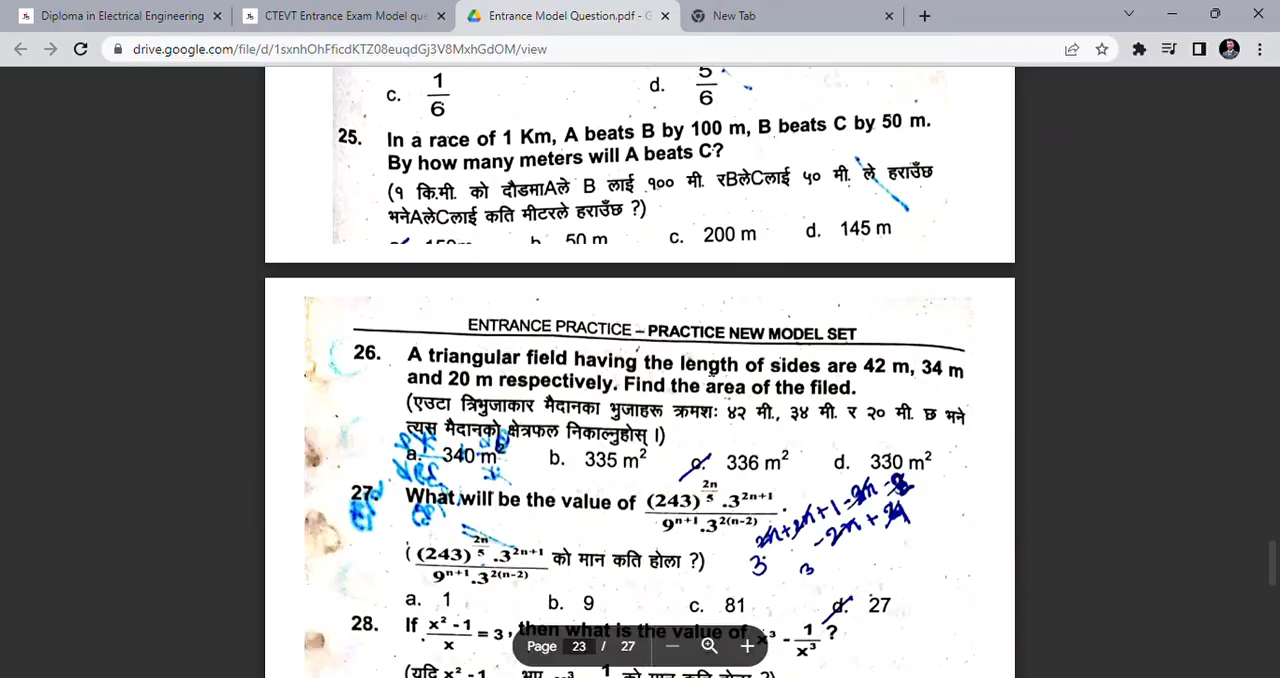 Diploma in Electrical Engineering
CTEVT Entrance Exam Model que
Entrance Model Question.pdf - G
New Tab
drive.google.com/file/d/1sxnhOhFficdKTZ08euqdGj3V8MxhGdOM/view
c. 1/6 d. 5/6
25. In a race of 1 Km, A beats B by 100 m, B beats C by 50 m.
By how many meters will A beats C?
(१ कि.मी. को दौडमाAले B लाई १०० मी. रBलेCलाई ५० मी. ले हराउँछ
भनेAलेCलाई कति मीटरले हराउँछ ?)
b. 50 m c. 200 m d. 145 m
ENTRANCE PRACTICE – PRACTICE NEW MODEL SET
26. A triangular field having the length of sides are 42 m, 34 m
and 20 m respectively. Find the area of the filed.
(एउटा त्रिभुजाकार मैदानका भुजाहरू क्रमशः ४२ मी., ३४ मी. र २० मी. छ भने
त्यस मैदानको क्षेत्रफल निकाल्नुहोस् ।)
a. 340 m² b. 335 m² c. 336 m² d. 330 m²
27. What will be the value of (243)^(2n/5) . 3^(2n+1) / 9^(n+1) . 3^(2(n-2)) .
( (243)^(2n/5) . 3^(2n+1) / 9^(n+1) . 3^(2(n-2)) को मान कति होला ?)
a. 1 b. 9 c. 81 d. 27
28. If x² - 1 / x = 3, then what is the value of x³ - 1/x³ ?
Page 23 / 27
(यदि x² - 1